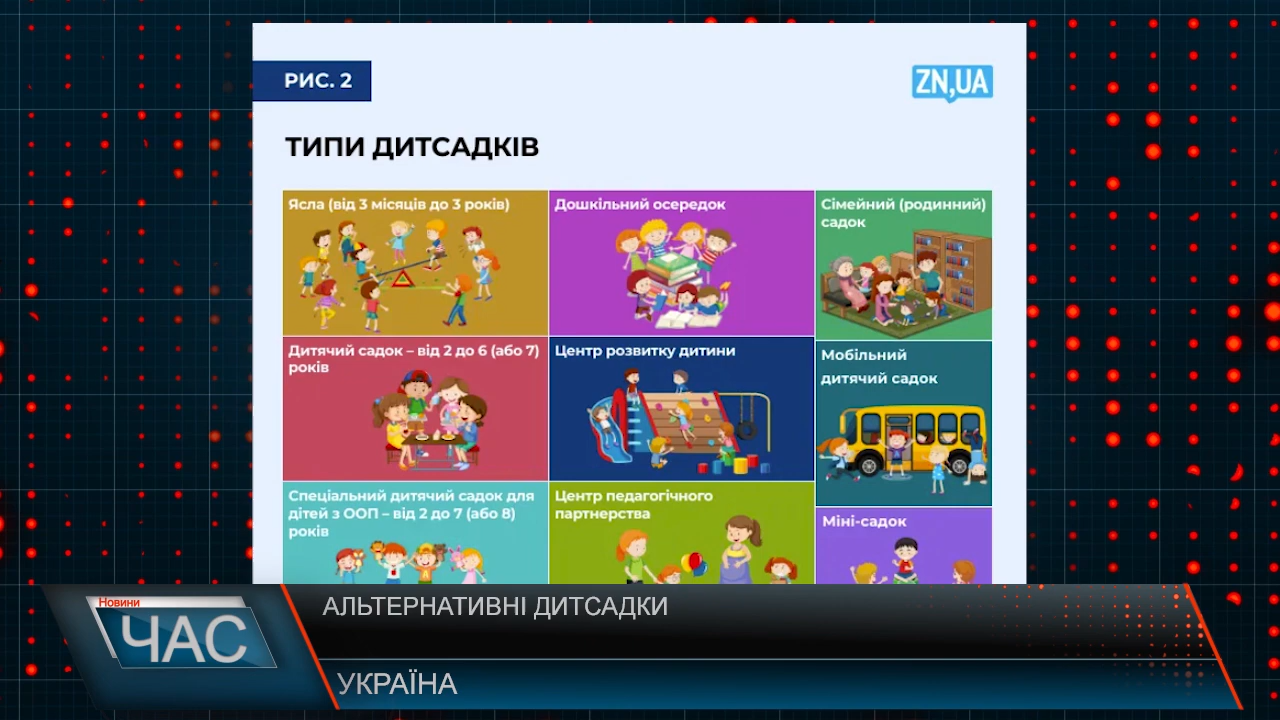 РИС. 2
ZN,UA
ТИПИ ДИТСАДКІВ
Ясла (від 3 місяців до 3 років)
Дошкільний осередок
Сімейний (родинний)
садок
Дитячий садок – від 2 до 6 (або 7)
років
Центр розвитку дитини
Мобільний
дитячий садок
Спеціальний дитячий садок для
дітей з ООП – від 2 до 7 (або 8)
років
Центр педагогічного
партнерства
Міні-садок
Новини
ЧАС
АЛЬТЕРНАТИВНІ ДИТСАДКИ
УКРАЇНА